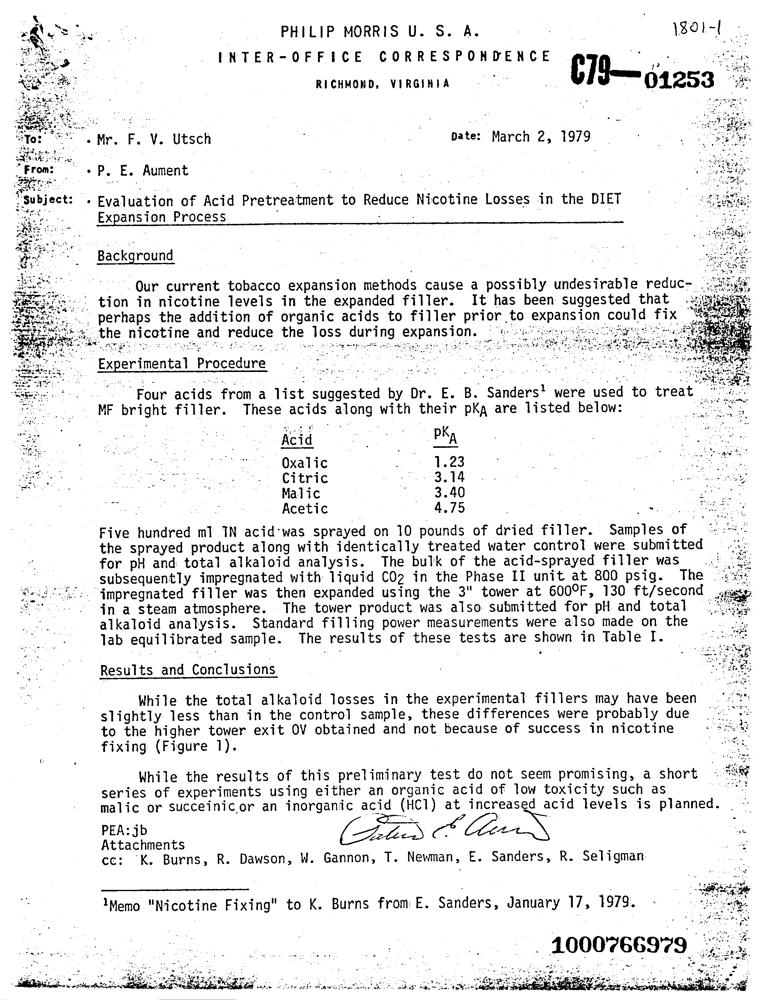 1801-1
PHILIP MORRIS U. S. A.
INTER-OFFICE CORRESPONDENCE
RICHMOND, VIRGINIA
C79-01253
To: . Mr. F. V. Utsch Date: March 2, 1979
From: . P. E. Aument
Subject: . Evaluation of Acid Pretreatment to Reduce Nicotine Losses in the DIET
Expansion Process
Background
Our current tobacco expansion methods cause a possibly undesirable reduc-
tion in nicotine levels in the expanded filler. It has been suggested that
perhaps the addition of organic acids to filler prior to expansion could fix
the nicotine and reduce the loss during expansion.
Experimental Procedure
Four acids from a list suggested by Dr. E. B. Sanders¹ were used to treat
MF bright filler. These acids along with their pKA are listed below:
Acid pKA
Oxalic 1.23
Citric 3.14
Malic 3.40
Acetic 4.75
Five hundred ml 1N acid was sprayed on 10 pounds of dried filler. Samples of
the sprayed product along with identically treated water control were submitted
for pH and total alkaloid analysis. The bulk of the acid-sprayed filler was
subsequently impregnated with liquid CO2 in the Phase II unit at 800 psig. The
impregnated filler was then expanded using the 3" tower at 600ºF, 130 ft/second
in a steam atmosphere. The tower product was also submitted for pH and total
alkaloid analysis. Standard filling power measurements were also made on the
lab equilibrated sample. The results of these tests are shown in Table I.
Results and Conclusions
While the total alkaloid losses in the experimental fillers may have been
slightly less than in the control sample, these differences were probably due
to the higher tower exit OV obtained and not because of success in nicotine
fixing (Figure 1).
While the results of this preliminary test do not seem promising, a short
series of experiments using either an organic acid of low toxicity such as
malic or succeinic or an inorganic acid (HCl) at increased acid levels is planned.
PEA:jb
Attachments
cc: K. Burns, R. Dawson, W. Gannon, T. Newman, E. Sanders, R. Seligman
¹Memo "Nicotine Fixing" to K. Burns from E. Sanders, January 17, 1979.
1000766979